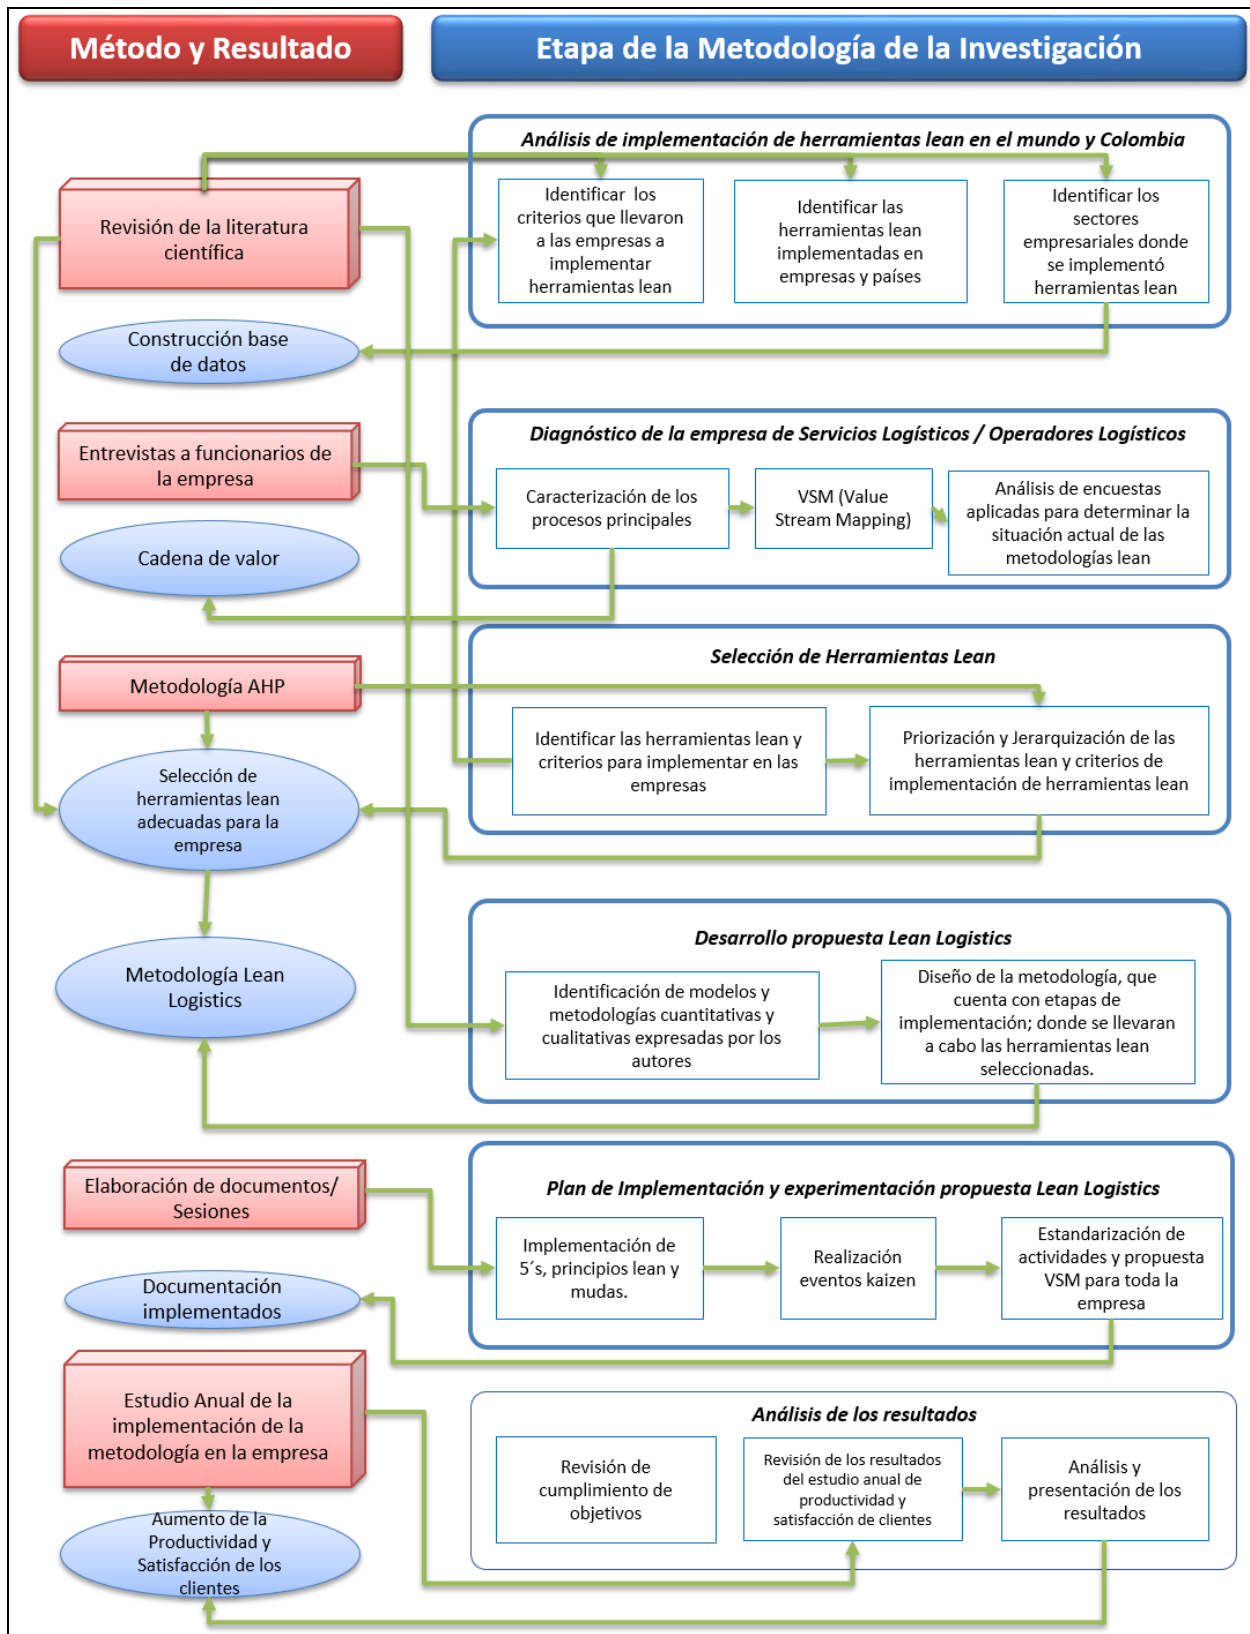 Método y Resultado
Etapa de la Metodología de la Investigación
Análisis de implementación de herramientas lean en el mundo y Colombia
Revisión de la literatura
científica
Identificar los
criterios que llevaron
a las empresas a
implementar
herramientas lean
Identificar las
herramientas lean
implementadas en
empresas y países
Identificar los
sectores
empresariales donde
se implementó
herramientas lean
Construcción base
de datos
Diagnóstico de la empresa de Servicios Logísticos / Operadores Logísticos
Entrevistas a funcionarios de
la empresa
Caracterización de los
procesos principales
VSM (Value
Stream Mapping)
Análisis de encuestas
aplicadas para determinar la
situación actual de las
metodologías lean
Cadena de valor
Selección de Herramientas Lean
Metodología AHP
Identificar las herramientas lean y
criterios para implementar en las
empresas
Priorización y Jerarquización de las
herramientas lean y criterios de
implementación de herramientas lean
Selección de
herramientas lean
adecuadas para la
empresa
Desarrollo propuesta Lean Logistics
Metodología Lean
Logistics
Identificación de modelos y
metodologías cuantitativas y
cualitativas expresadas por los
autores
Diseño de la metodología, que
cuenta con etapas de
implementación; donde se llevaran
a cabo las herramientas lean
seleccionadas.
Plan de Implementación y experimentación propuesta Lean Logistics
Elaboración de documentos/
Sesiones
Implementación de
5´s, principios lean y
mudas.
Realización
eventos kaizen
Estandarización de
actividades y propuesta
VSM para toda la
empresa
Documentación
implementados
Análisis de los resultados
Estudio Anual de la
implementación de la
metodología en la empresa
Revisión de
cumplimiento de
objetivos
Revisión de los resultados
del estudio anual de
productividad y
satisfacción de clientes
Análisis y
presentación de los
resultados
Aumento de la
Productividad y
Satisfacción de los
clientes